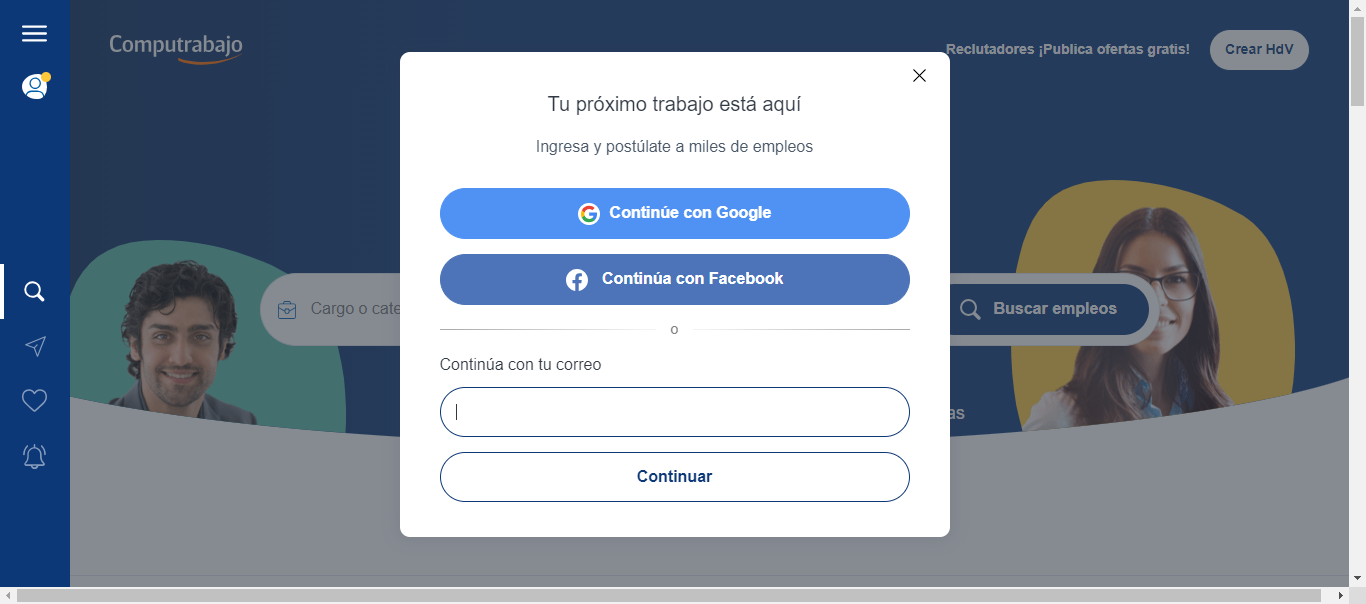 Computrabajo
Reclutadores ¡Publica ofertas gratis!
Crear HdV
Tu próximo trabajo está aquí
Ingresa y postúlate a miles de empleos
Continúe con Google
Continúa con Facebook
o
Continúa con tu correo
Continuar
Cargo o cate
Buscar empleos
as